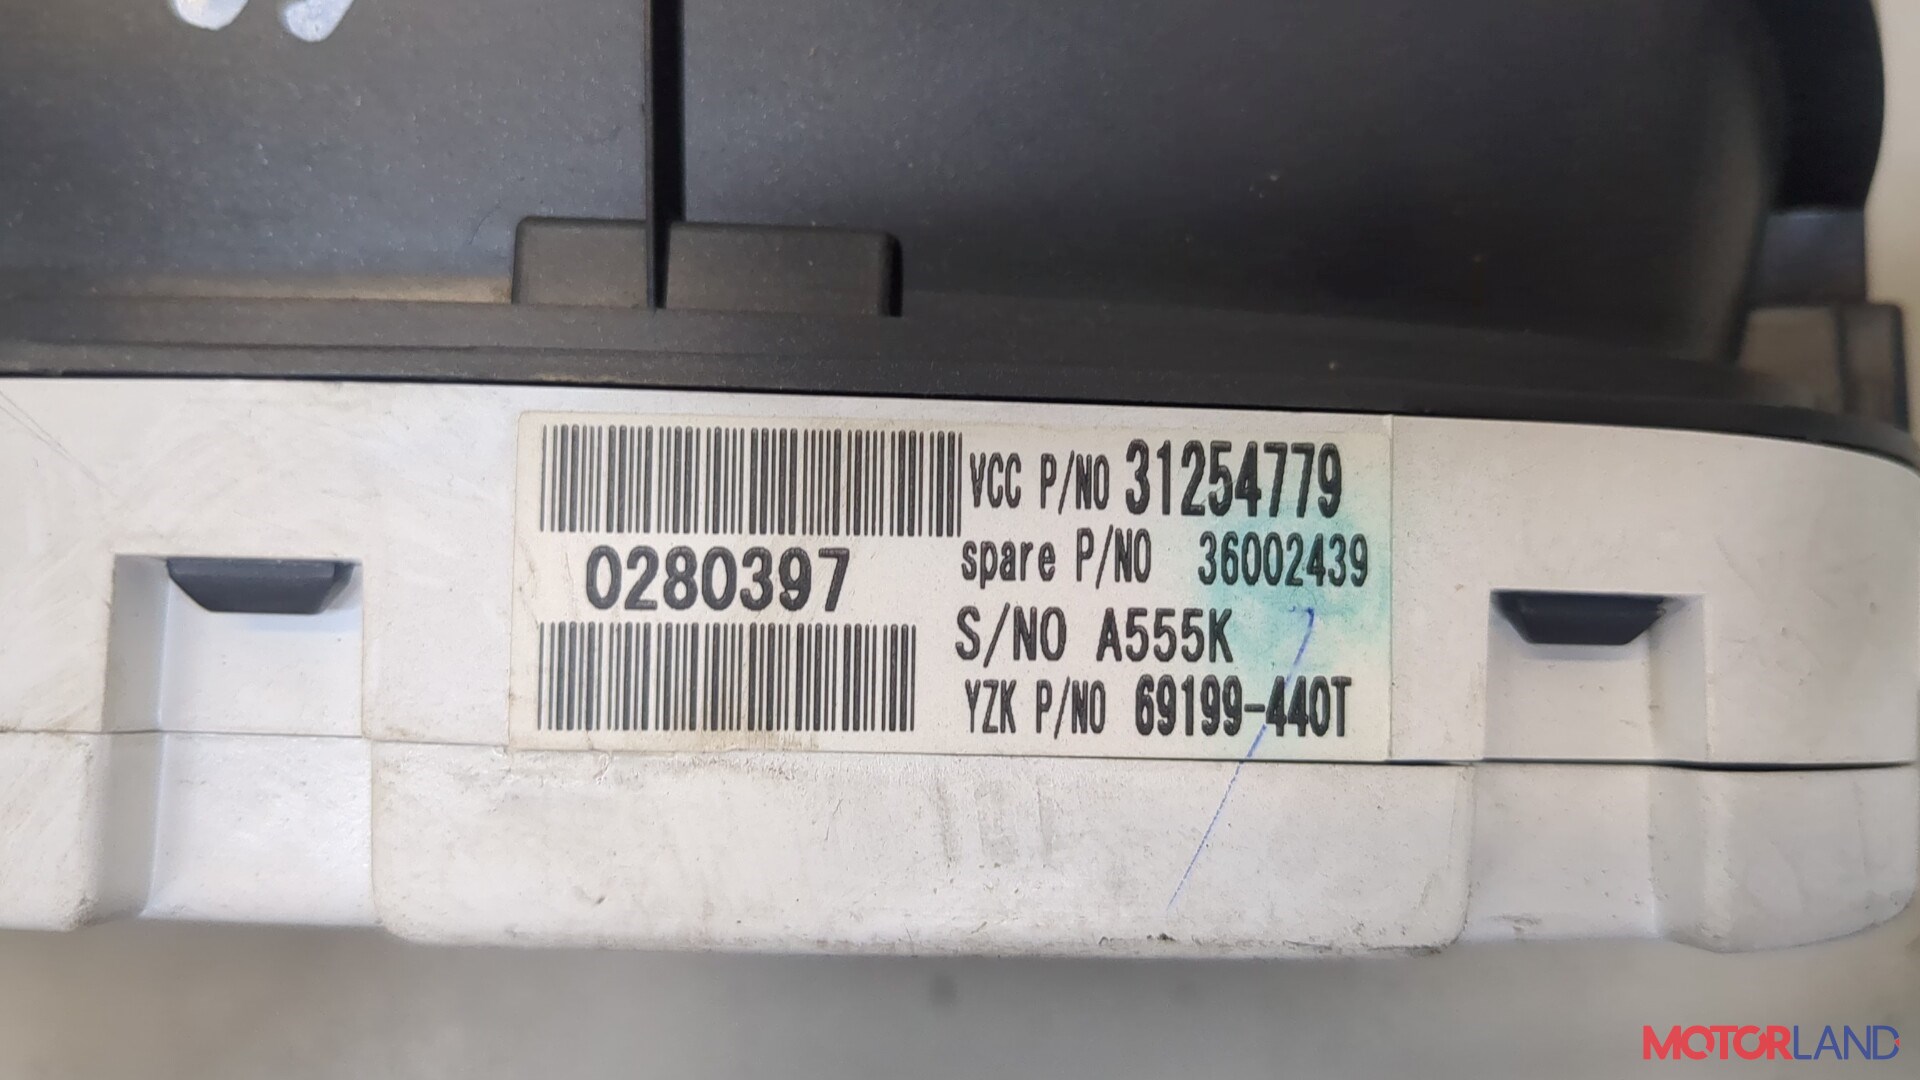 VCC P/NO 31254779
0280397
spare P/NO 36002439
S/NO A555K
YZK P/NO 69199-440T
MOTORLAND